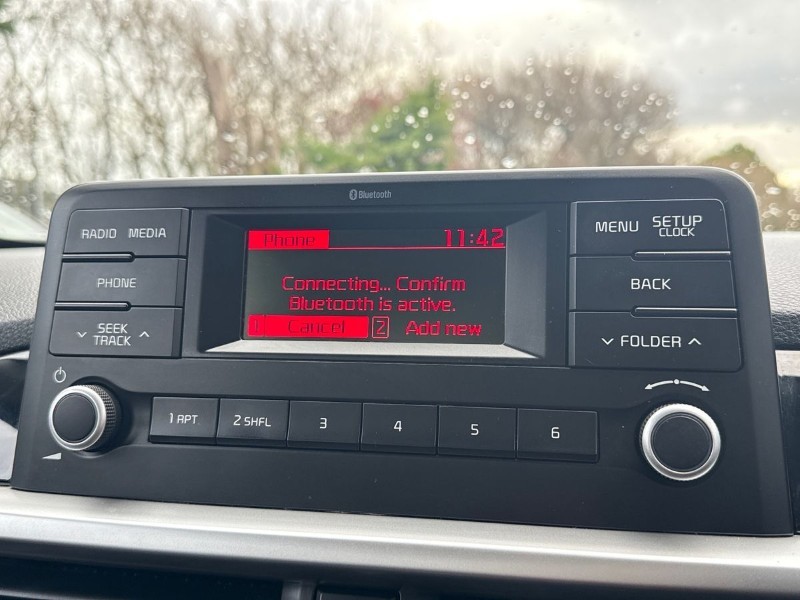 Bluetooth
RADIO MEDIA
PHONE
SEEK
TRACK
Phone 11:42
Connecting... Confirm
Bluetooth is active.
1 Cancel 2 Add new
MENU SETUP
CLOCK
BACK
FOLDER
1 RPT 2 SHFL 3 4 5 6